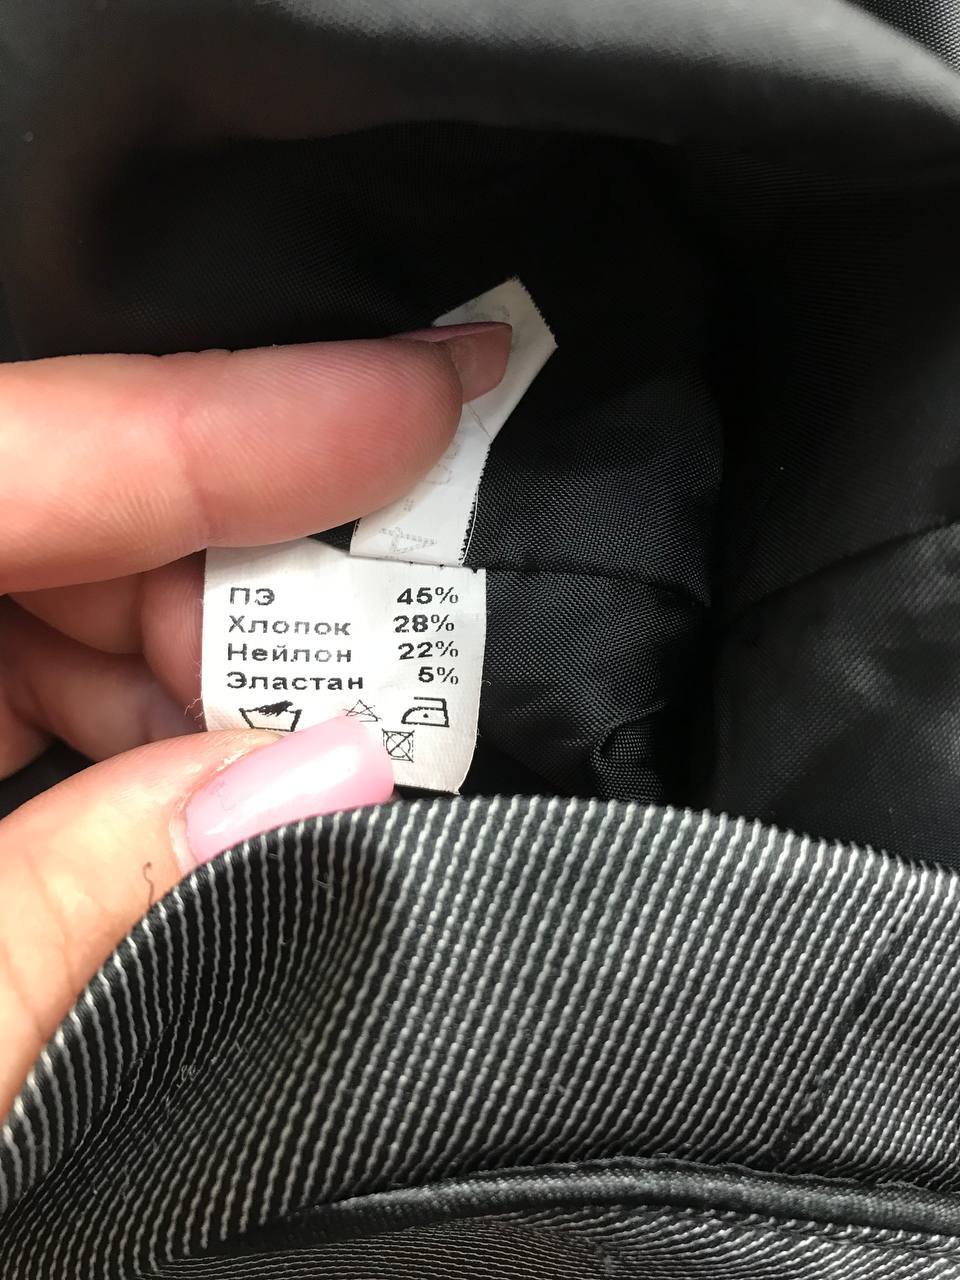 ПЭ 45%
Хлопок 28%
Нейлон 22%
Эластан 5%